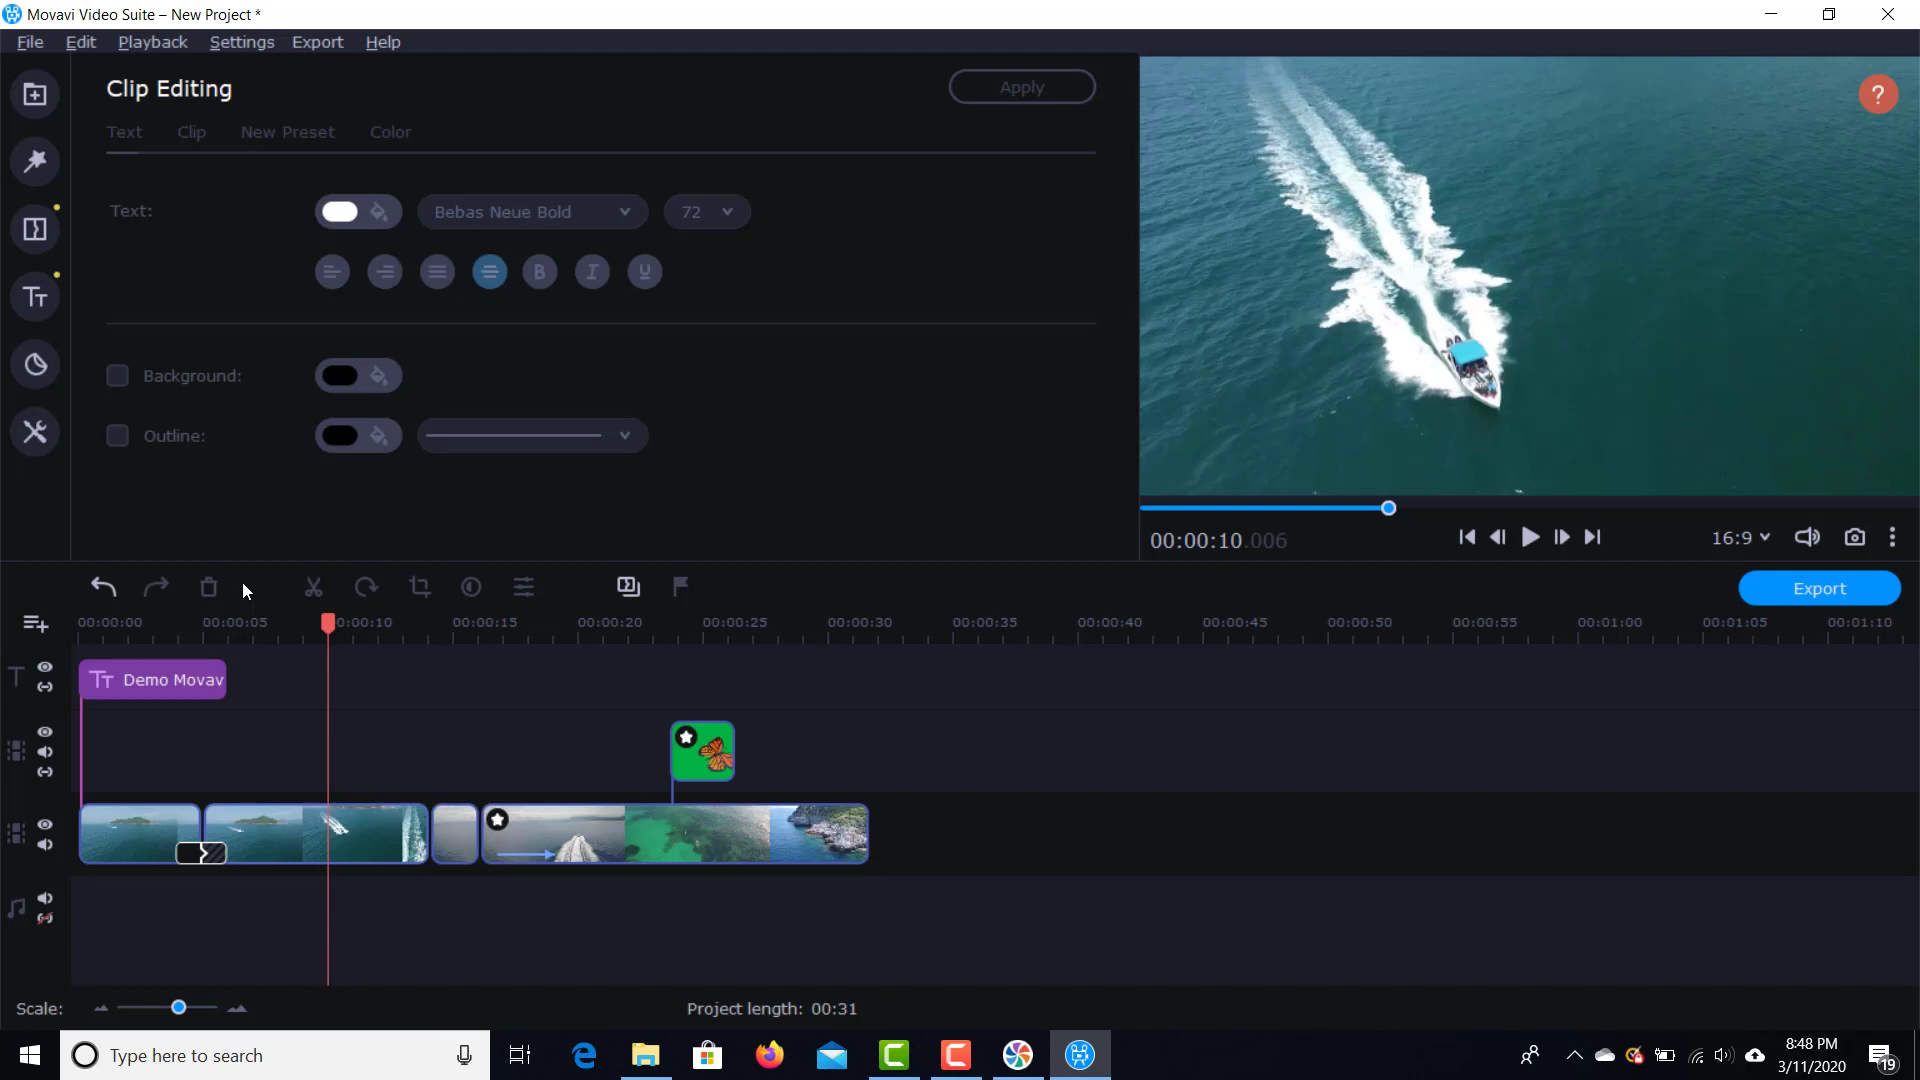 Movavi Video Suite – New Project *
File Edit Playback Settings Export Help
Clip Editing
Apply
?
Text Clip New Preset Color
Text:
Bebas Neue Bold
72
B I U
Background:
Outline:
00:00:10.006
16:9
Export
00:00:00 00:00:05 0:00:10 00:00:15 00:00:20 00:00:25 00:00:30 00:00:35 00:00:40 00:00:45 00:00:50 00:00:55 00:01:00 00:01:05 00:01:10
Demo Movav
Scale:
Project length: 00:31
Type here to search
8:48 PM
3/11/2020
19